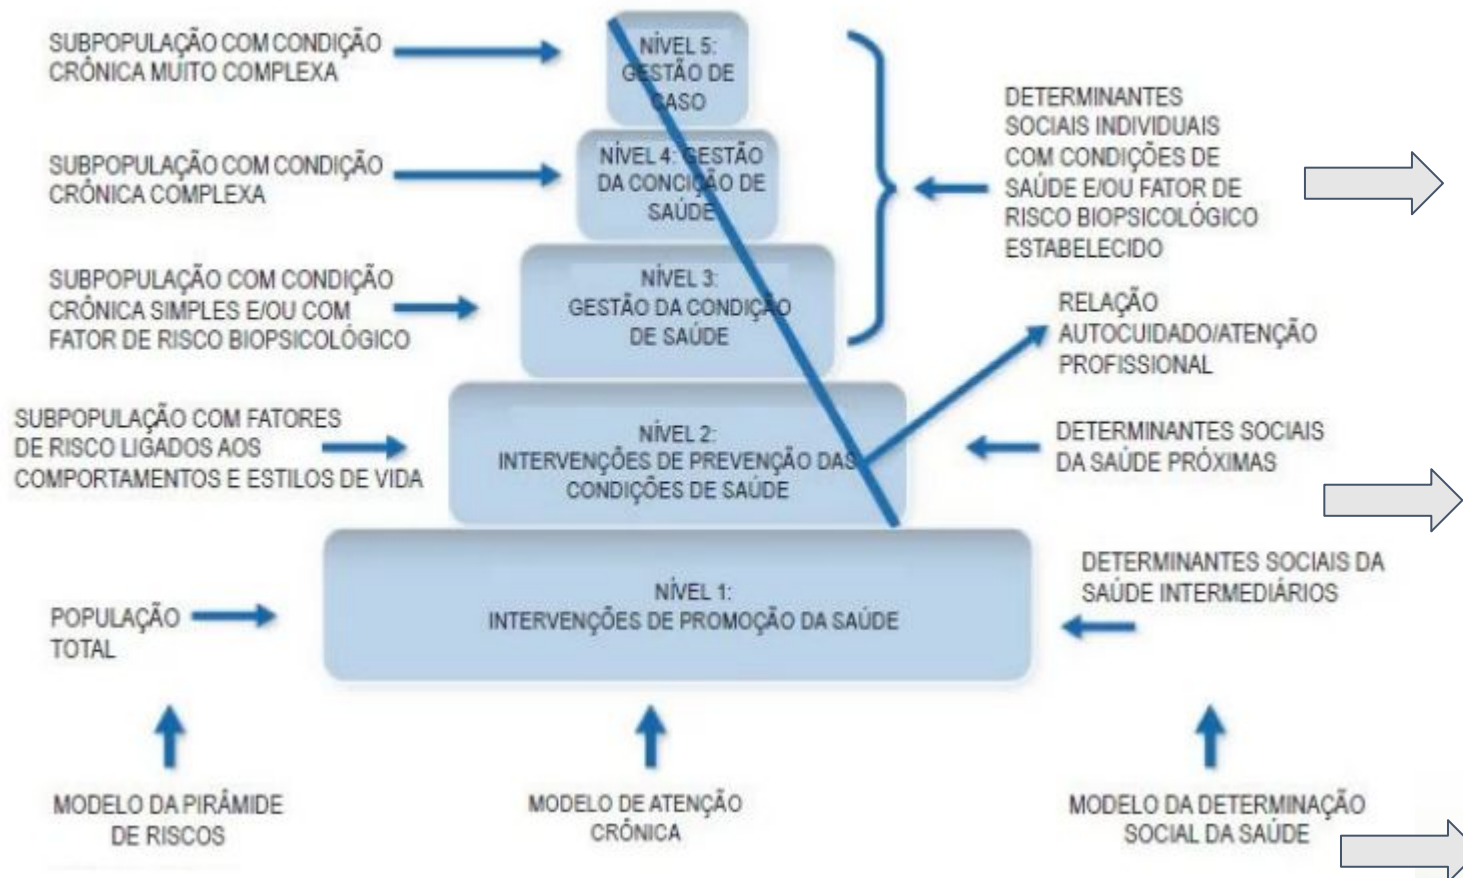 SUBPOPULAÇÃO COM CONDIÇÃO
CRÔNICA MUITO COMPLEXA
SUBPOPULAÇÃO COM CONDIÇÃO
CRÔNICA COMPLEXA
SUBPOPULAÇÃO COM CONDIÇÃO
CRÔNICA SIMPLES E/OU COM
FATOR DE RISCO BIOPSICOLÓGICO
SUBPOPULAÇÃO COM FATORES
DE RISCO LIGADOS AOS
COMPORTAMENTOS E ESTILOS DE VIDA
POPULAÇÃO
TOTAL
NÍVEL 5:
GESTÃO DE
CASO
NÍVEL 4: GESTÃO
DA CONCIÇÃO DE
SAÚDE
NÍVEL 3:
GESTÃO DA CONDIÇÃO
DE SAÚDE
NÍVEL 2:
INTERVENÇÕES DE PREVENÇÃO DAS
CONDIÇÕES DE SAÚDE
NÍVEL 1:
INTERVENÇÕES DE PROMOÇÃO DA SAÚDE
DETERMINANTES
SOCIAIS INDIVIDUAIS
COM CONDIÇÕES DE
SAÚDE E/OU FATOR DE
RISCO BIOPSICOLÓGICO
ESTABELECIDO
RELAÇÃO
AUTOCUIDADO/ATENÇÃO
PROFISSIONAL
DETERMINANTES SOCIAIS
DA SAÚDE PRÓXIMAS
DETERMINANTES SOCIAIS DA
SAÚDE INTERMEDIÁRIOS
MODELO DA PIRÂMIDE
DE RISCOS
MODELO DE ATENÇÃO
CRÔNICA
MODELO DA DETERMINAÇÃO
SOCIAL DA SAÚDE